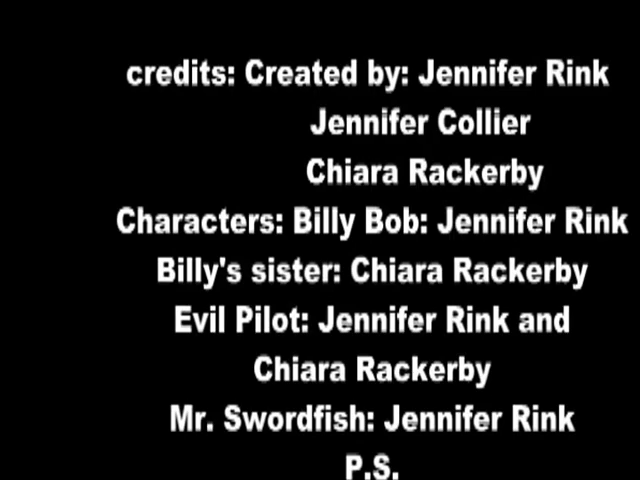 credits: Created by: Jennifer Rink
Jennifer Collier
Chiara Rackerby
Characters: Billy Bob: Jennifer Rink
Billy's sister: Chiara Rackerby
Evil Pilot: Jennifer Rink and
Chiara Rackerby
Mr. Swordfish: Jennifer Rink
P.S.